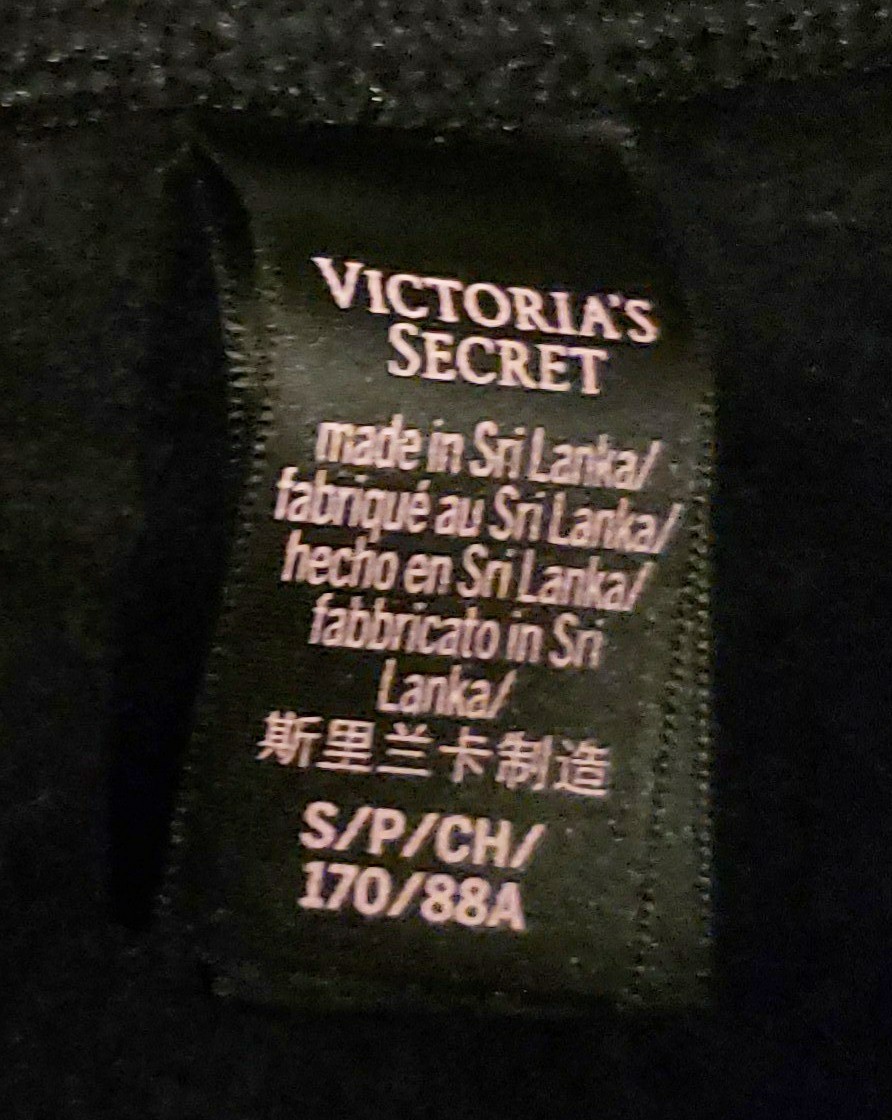 VICTORIA'S
SECRET
made in Sri Lanka/
fabriqué au Sri Lanka/
hecho en Sri Lanka/
fabbricato in Sri
Lanka/
斯里兰卡制造
S/P/CH/
170/88A